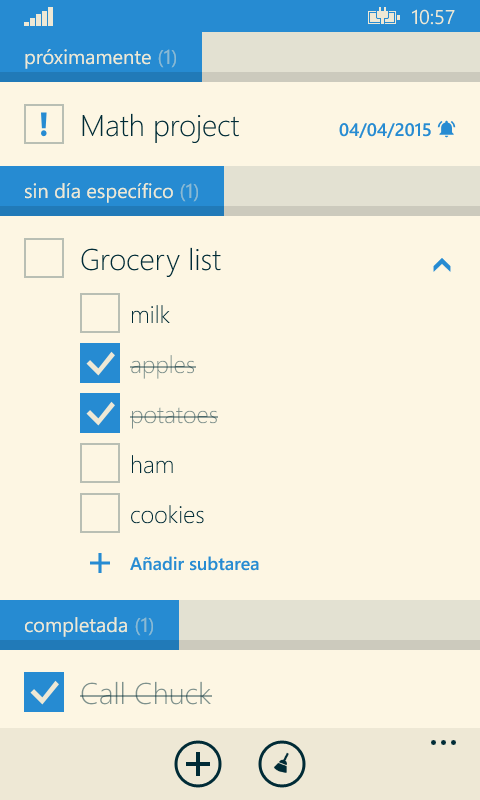 10:57
próximamente (1)
! Math project 04/04/2015
sin día específico (1)
Grocery list
milk
apples
potatoes
ham
cookies
Añadir subtarea
completada (1)
Call Chuck